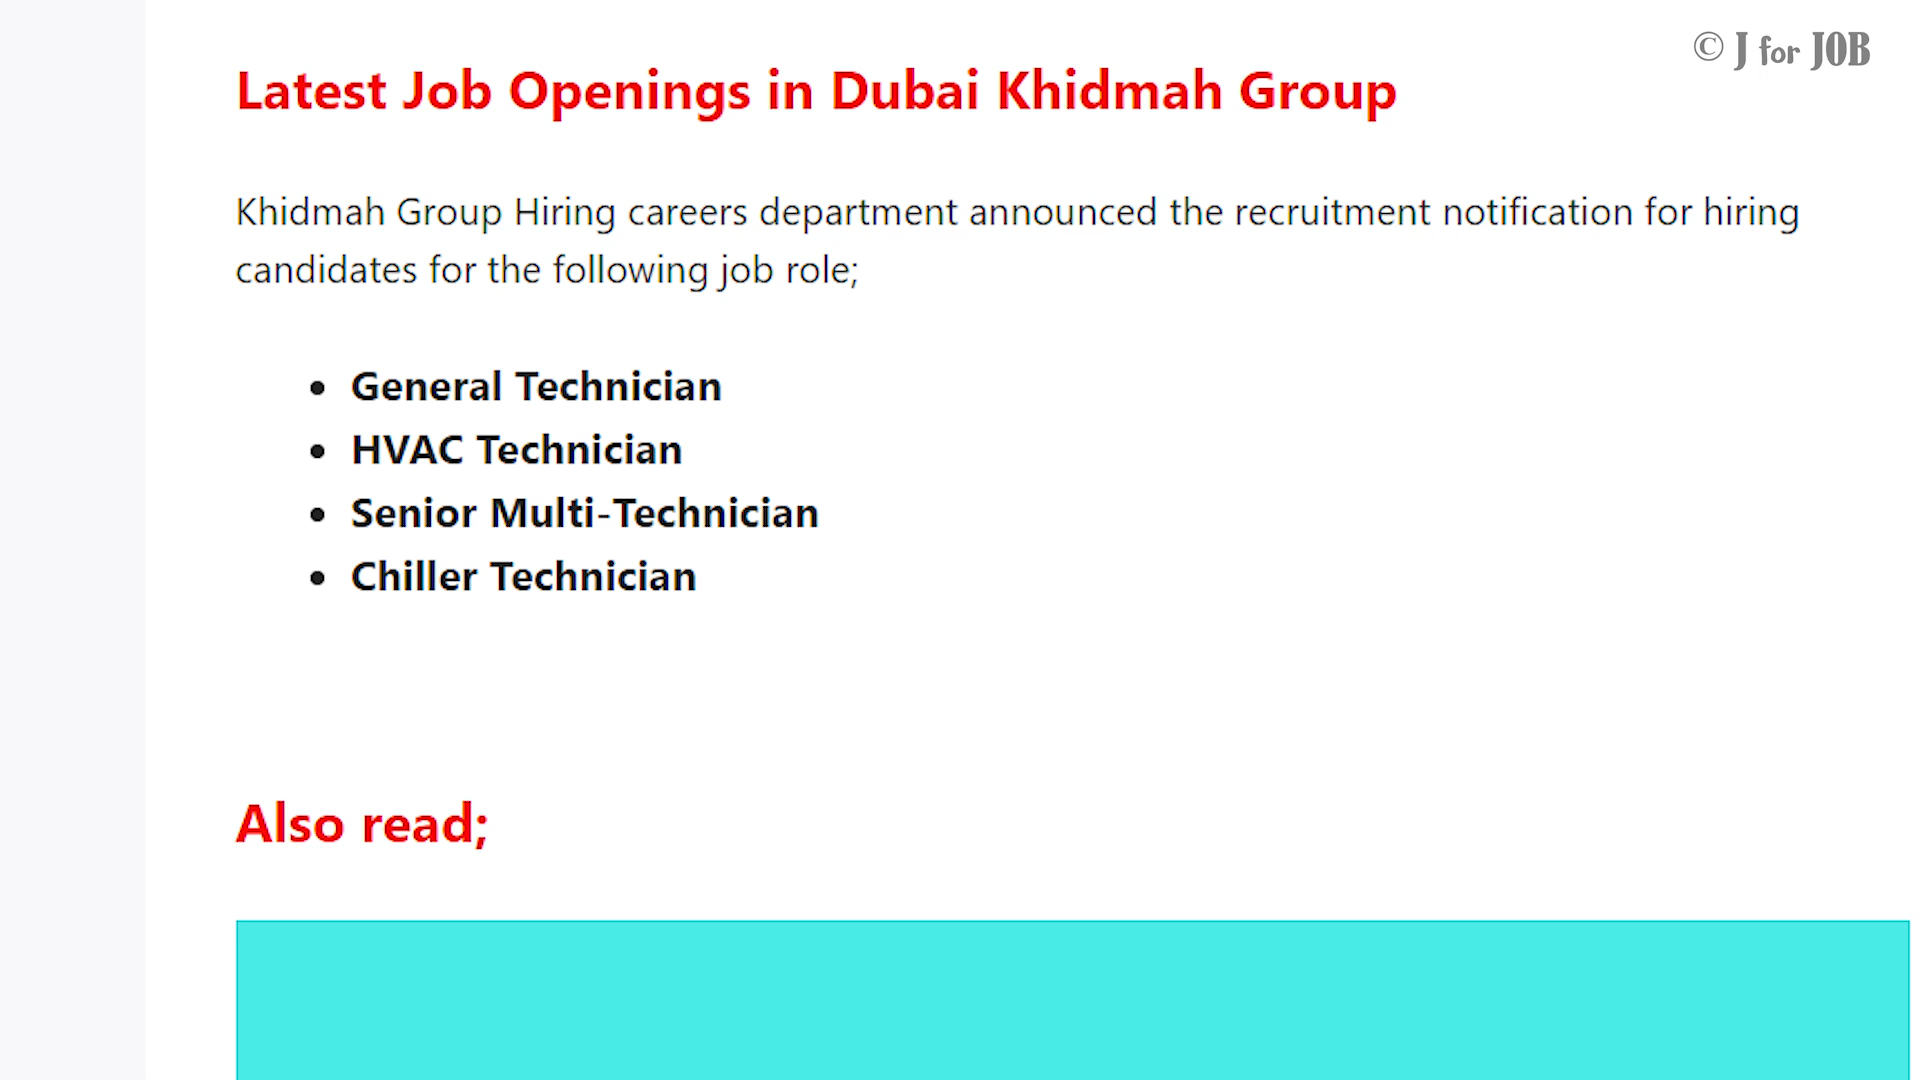 © J for JOB
Latest Job Openings in Dubai Khidmah Group
Khidmah Group Hiring careers department announced the recruitment notification for hiring
candidates for the following job role;
• General Technician
• HVAC Technician
• Senior Multi-Technician
• Chiller Technician
Also read;